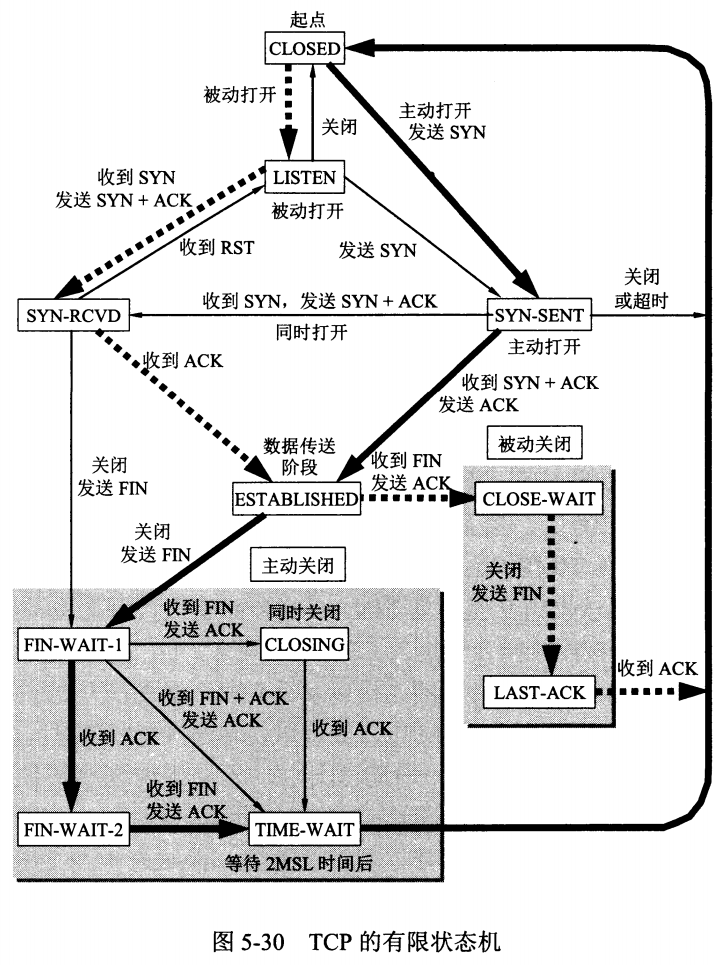 起点
CLOSED
被动打开
关闭
主动打开
发送 SYN
收到 SYN
发送 SYN + ACK
LISTEN
被动打开
收到 RST
发送 SYN
关闭
或超时
SYN-RCVD
收到 SYN，发送 SYN + ACK
同时打开
SYN-SENT
主动打开
收到 ACK
收到 SYN + ACK
发送 ACK
数据传送
阶段
被动关闭
关闭
发送 FIN
收到 FIN
发送 ACK
ESTABLISHED
CLOSE-WAIT
关闭
发送 FIN
主动关闭
关闭
发送 FIN
收到 FIN
发送 ACK
同时关闭
FIN-WAIT-1
CLOSING
LAST-ACK
收到 ACK
收到 FIN + ACK
发送 ACK
收到 ACK
收到 ACK
收到 FIN
发送 ACK
FIN-WAIT-2
TIME-WAIT
等待 2MSL 时间后
图 5-30 TCP 的有限状态机